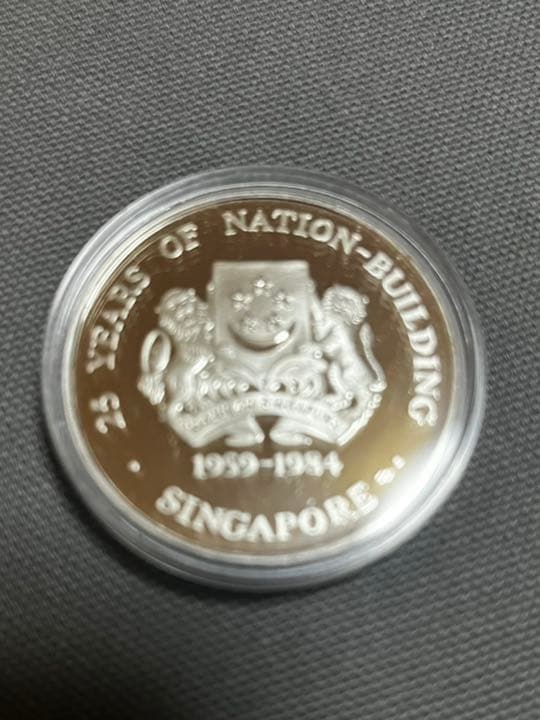 25 YEARS OF NATION-BUILDING
1959-1984
SINGAPORE